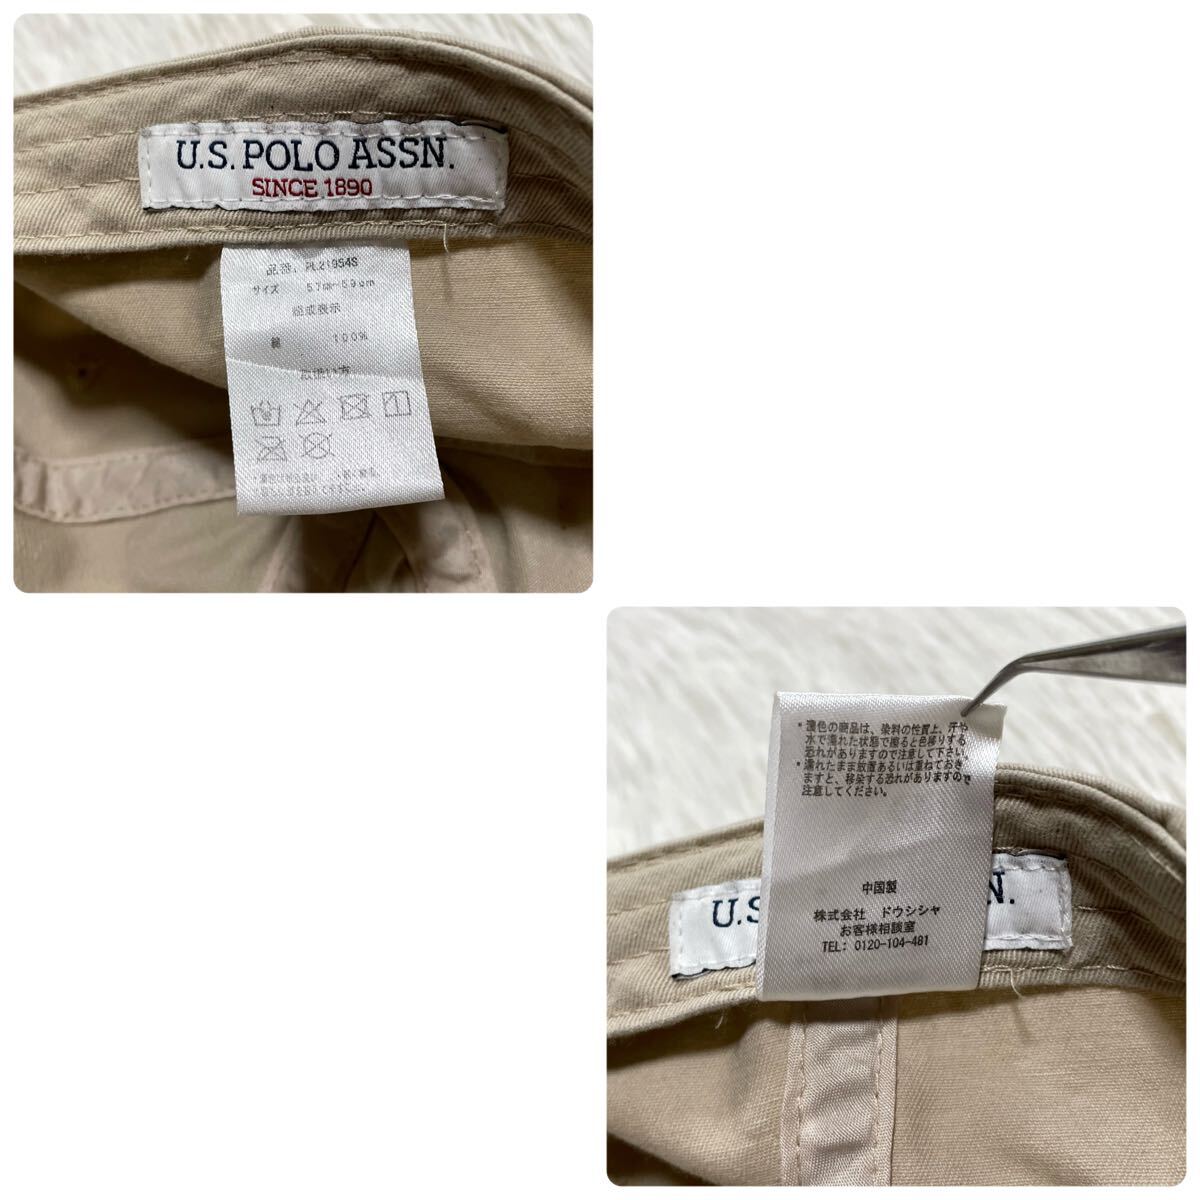 U.S. POLO ASSN.
SINCE 1890
品番: PL21954S
サイズ 57cm~59cm
組成表示
綿 100%
取扱い方
* 濃色の商品は、染料の性質上、汗や
水で濡れた状態で擦ると色移りする
恐れがありますので注意して下さい。
* 濡れたまま放置あるいは重ねておき
ますと、移染する恐れがありますので
注意してください。
中国製
株式会社 ドウシシャ
お客様相談室
TEL: 0120-104-481
U.S
N.